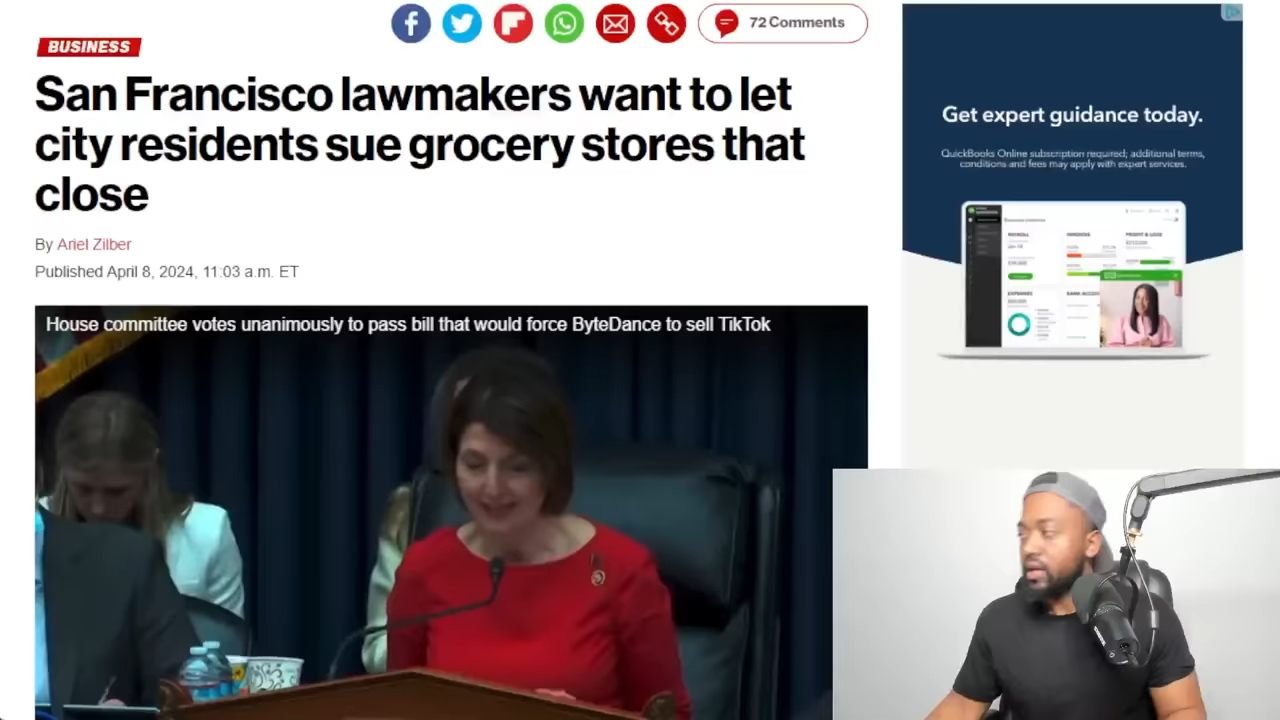 72 Comments
BUSINESS
San Francisco lawmakers want to let
city residents sue grocery stores that
close
By Ariel Zilber
Published April 8, 2024, 11:03 a.m. ET
House committee votes unanimously to pass bill that would force ByteDance to sell TikTok
Get expert guidance today.
QuickBooks Online subscription required; additional terms,
conditions and fees may apply with expert services.